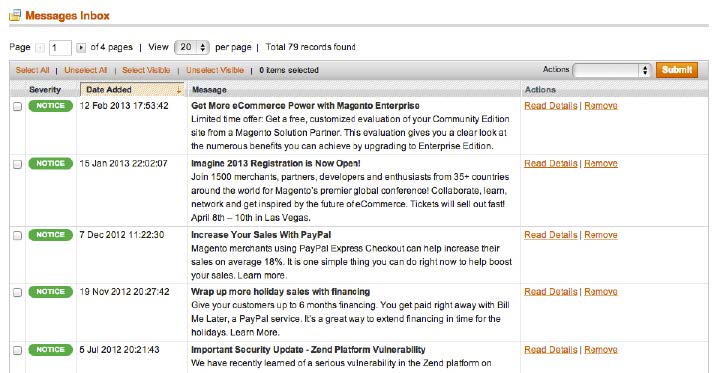 Messages Inbox
Page 1 of 4 pages | View 20 per page | Total 79 records found
Select All | Unselect All | Select Visible | Unselect Visible | 0 items selected Actions Submit
Severity Date Added Message Actions
NOTICE 12 Feb 2013 17:53:42 Get More eCommerce Power with Magento Enterprise Read Details | Remove
Limited time offer: Get a free, customized evaluation of your Community Edition
site from a Magento Solution Partner. This evaluation gives you a clear look at
the numerous benefits you can achieve by upgrading to Enterprise Edition.
NOTICE 15 Jan 2013 22:02:07 Imagine 2013 Registration is Now Open! Read Details | Remove
Join 1500 merchants, partners, developers and enthusiasts from 35+ countries
around the world for Magento's premier global conference! Collaborate, learn,
network and get inspired by the future of eCommerce. Tickets will sell out fast!
April 8th – 10th in Las Vegas.
NOTICE 7 Dec 2012 11:22:30 Increase Your Sales With PayPal Read Details | Remove
Magento merchants using PayPal Express Checkout can help increase their
sales on average 18%. It is one simple thing you can do right now to help boost
your sales. Learn more.
NOTICE 19 Nov 2012 20:27:42 Wrap up more holiday sales with financing Read Details | Remove
Give your customers up to 6 months financing. You get paid right away with Bill
Me Later, a PayPal service. It's a great way to extend financing in time for the
holidays. Learn More.
NOTICE 5 Jul 2012 20:21:43 Important Security Update - Zend Platform Vulnerability Read Details | Remove
We have recently learned of a serious vulnerability in the Zend platform on